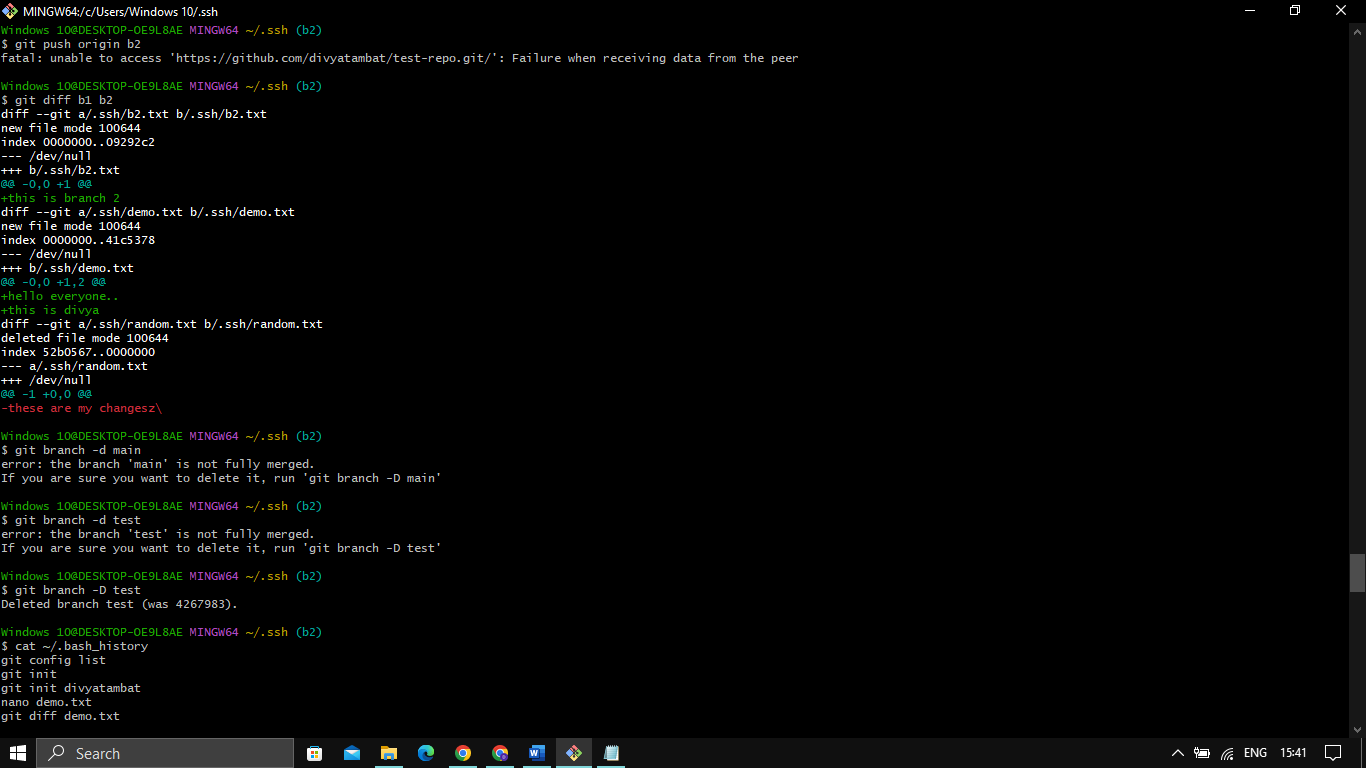 MINGW64:/c/Users/Windows 10/.ssh
Windows 10@DESKTOP-OE9L8AE MINGW64 ~/.ssh (b2)
$ git push origin b2
fatal: unable to access 'https://github.com/divyatambat/test-repo.git/': Failure when receiving data from the peer
Windows 10@DESKTOP-OE9L8AE MINGW64 ~/.ssh (b2)
$ git diff b1 b2
diff --git a/.ssh/b2.txt b/.ssh/b2.txt
new file mode 100644
index 0000000..09292c2
--- /dev/null
+++ b/.ssh/b2.txt
@@ -0,0 +1 @@
+this is branch 2
diff --git a/.ssh/demo.txt b/.ssh/demo.txt
new file mode 100644
index 0000000..41c5378
--- /dev/null
+++ b/.ssh/demo.txt
@@ -0,0 +1,2 @@
+hello everyone..
+this is divya
diff --git a/.ssh/random.txt b/.ssh/random.txt
deleted file mode 100644
index 52b0567..0000000
--- a/.ssh/random.txt
+++ /dev/null
@@ -1 +0,0 @@
-these are my changesz\
Windows 10@DESKTOP-OE9L8AE MINGW64 ~/.ssh (b2)
$ git branch -d main
error: the branch 'main' is not fully merged.
If you are sure you want to delete it, run 'git branch -D main'
Windows 10@DESKTOP-OE9L8AE MINGW64 ~/.ssh (b2)
$ git branch -d test
error: the branch 'test' is not fully merged.
If you are sure you want to delete it, run 'git branch -D test'
Windows 10@DESKTOP-OE9L8AE MINGW64 ~/.ssh (b2)
$ git branch -D test
Deleted branch test (was 4267983).
Windows 10@DESKTOP-OE9L8AE MINGW64 ~/.ssh (b2)
$ cat ~/.bash_history
git config list
git init
git init divyatambat
nano demo.txt
git diff demo.txt
Search
W
ENG
15:41